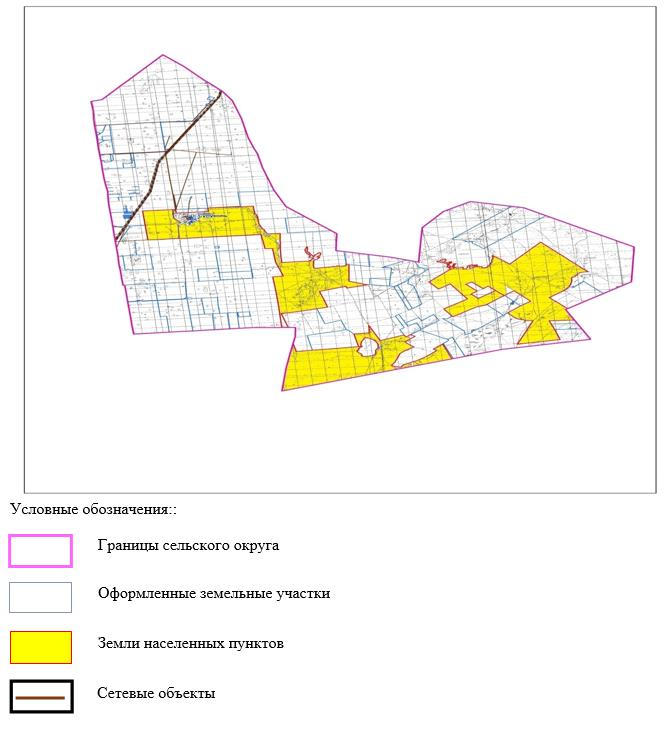 Условные обозначения::
Границы сельского округа
Оформленные земельные участки
Земли населенных пунктов
Сетевые объекты